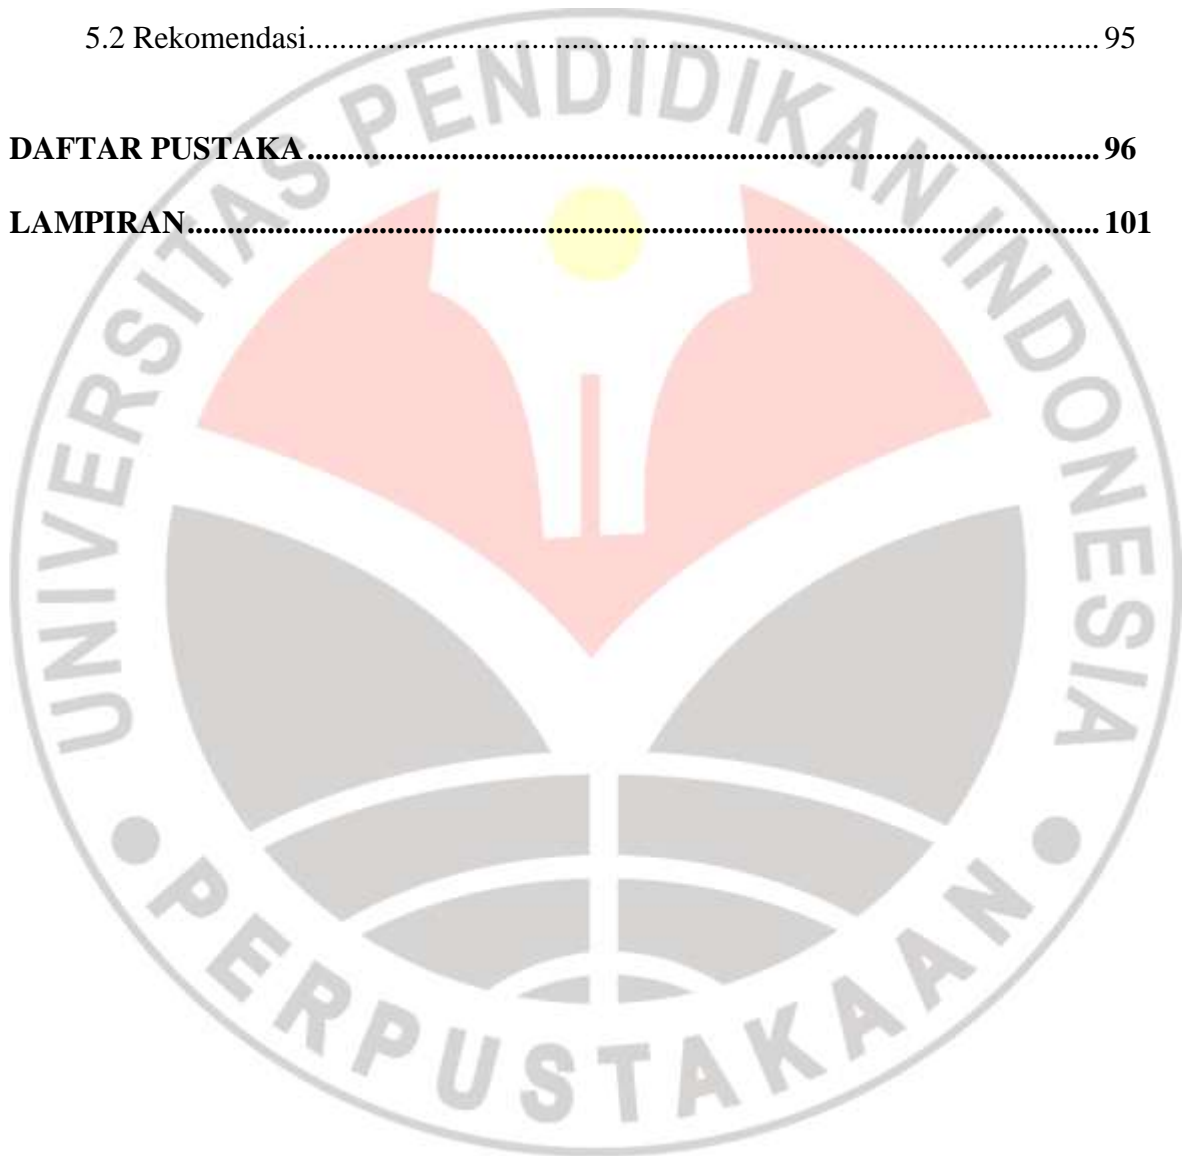 5.2 Rekomendasi.................................................................................................... 95
DAFTAR PUSTAKA .................................................................................................... 96
LAMPIRAN.................................................................................................................. 101
UNIVERSITAS PENDIDIKAN INDONESIA
PERPUSTAKAAN